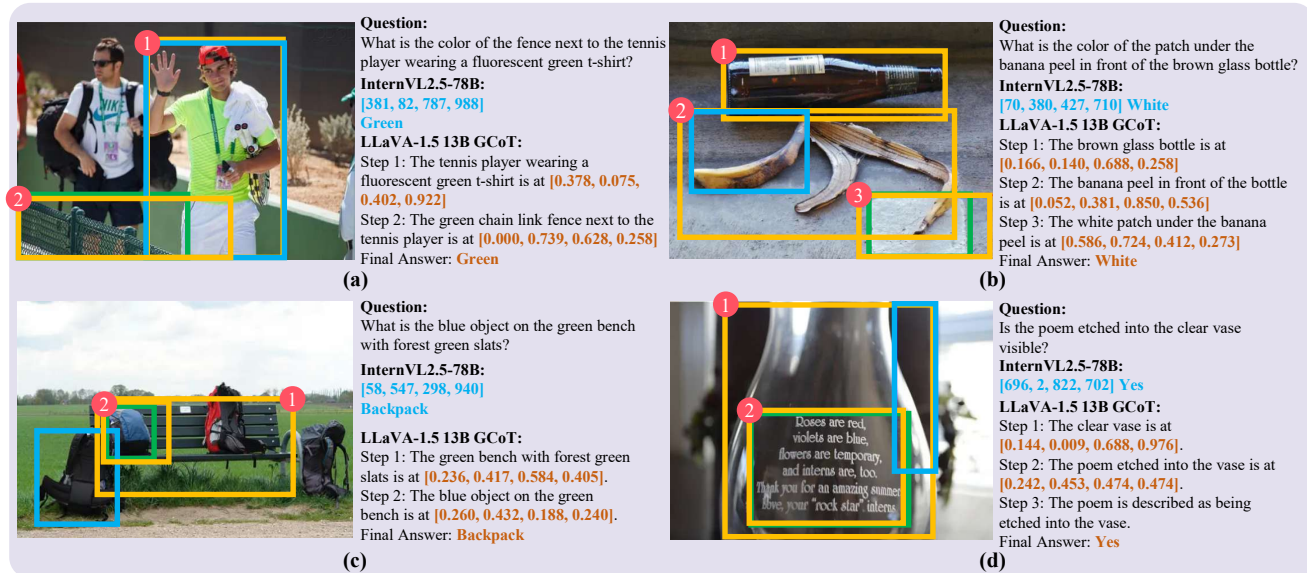 1
2
NIKE
Question:
What is the color of the fence next to the tennis
player wearing a fluorescent green t-shirt?
InternVL2.5-78B:
[381, 82, 787, 988]
Green
LLaVA-1.5 13B GCoT:
Step 1: The tennis player wearing a
fluorescent green t-shirt is at [0.378, 0.075,
0.402, 0.922]
Step 2: The green chain link fence next to the
tennis player is at [0.000, 0.739, 0.628, 0.258]
Final Answer: Green
(a)
1
2
3
Question:
What is the color of the patch under the
banana peel in front of the brown glass bottle?
InternVL2.5-78B:
[70, 380, 427, 710] White
LLaVA-1.5 13B GCoT:
Step 1: The brown glass bottle is at
[0.166, 0.140, 0.688, 0.258]
Step 2: The banana peel in front of the bottle
is at [0.052, 0.381, 0.850, 0.536]
Step 3: The white patch under the banana
peel is at [0.586, 0.724, 0.412, 0.273]
Final Answer: White
(b)
2
1
Question:
What is the blue object on the green bench
with forest green slats?
InternVL2.5-78B:
[58, 547, 298, 940]
Backpack
LLaVA-1.5 13B GCoT:
Step 1: The green bench with forest green
slats is at [0.236, 0.417, 0.584, 0.405].
Step 2: The blue object on the green
bench is at [0.260, 0.432, 0.188, 0.240].
Final Answer: Backpack
(c)
1
2
Roses are red,
violets are blue,
flowers are temporary,
and interns are, too.
Thank you for an amazing summer
love, your "rock star" interns
Question:
Is the poem etched into the clear vase
visible?
InternVL2.5-78B:
[696, 2, 822, 702] Yes
LLaVA-1.5 13B GCoT:
Step 1: The clear vase is at
[0.144, 0.009, 0.688, 0.976].
Step 2: The poem etched into the vase is at
[0.242, 0.453, 0.474, 0.474].
Step 3: The poem is described as being
etched into the vase.
Final Answer: Yes
(d)